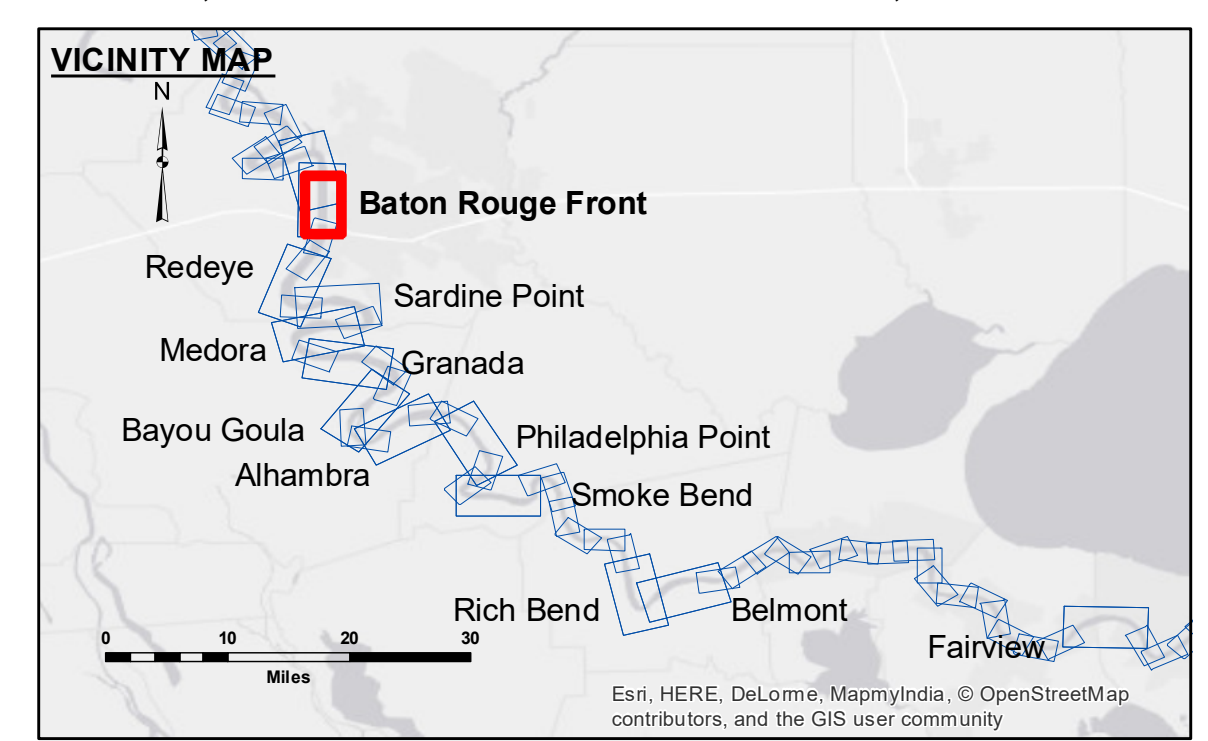 VICINITY MAP
N
Baton Rouge Front
Redeye
Sardine Point
Medora
Granada
Bayou Goula
Philadelphia Point
Alhambra
Smoke Bend
Rich Bend
Belmont
Fairview
0 10 20 30
Miles
Esri, HERE, DeLorme, MapmyIndia, © OpenStreetMap
contributors, and the GIS user community